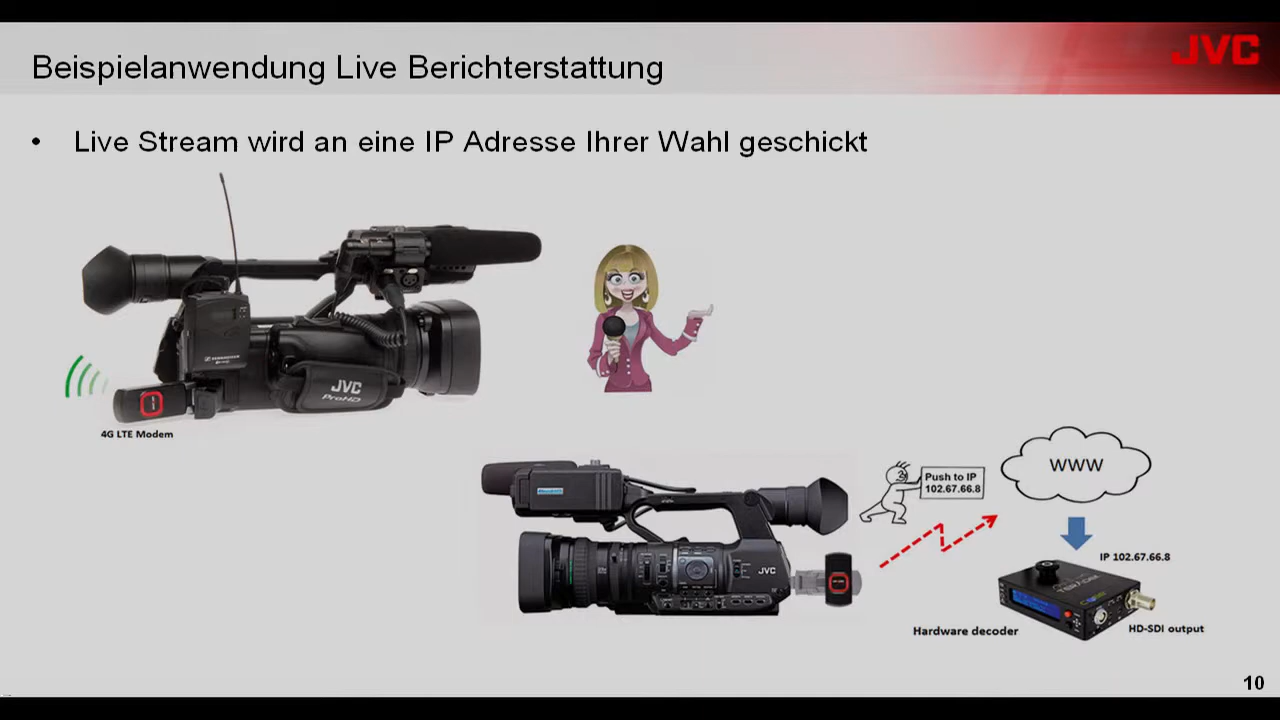 JVC
Beispielanwendung Live Berichterstattung
• Live Stream wird an eine IP Adresse Ihrer Wahl geschickt
SENNHEISER
JVC
ProHD
4G LTE Modem
JVC
Push to IP
102.67.66.8
WWW
IP 102.67.66.8
TERADEK
Hardware decoder
HD-SDI output
10